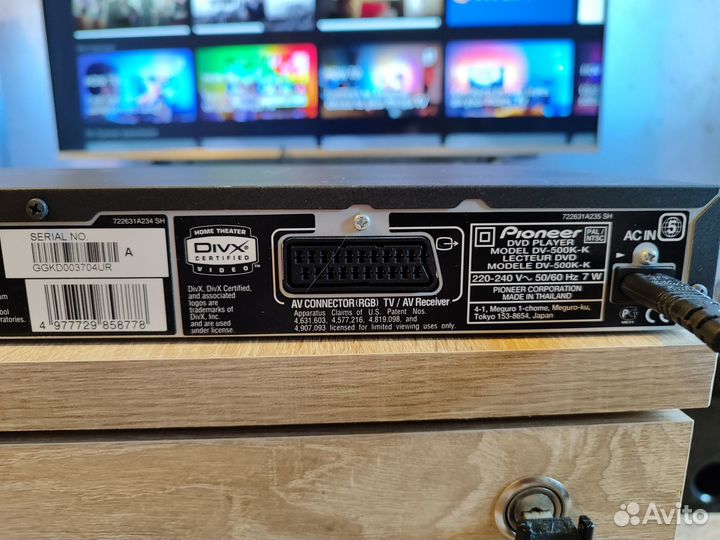 722631A234 SH
722631A235 SH
SERIAL NO
GGKD003704UR
A
4 977729 858778
HOME THEATER
DIVX
CERTIFIED
VIDEO
DivX, DivX Certified,
and associated
logos are
trademarks of
DivX, Inc.
and are used
under license.
AV CONNECTOR(RGB) TV / AV Receiver
Apparatus Claims of U.S. Patent Nos.
4,631,603, 4,577,216, 4,819,098, and
4,907,093 licensed for limited viewing uses only.
Pioneer
PAL/
NTSC
DVD PLAYER
MODEL DV-500K-K
LECTEUR DVD
MODELE DV-500K-K
220-240 V 50/60 Hz 7 W
PIONEER CORPORATION
MADE IN THAILAND
4-1, Meguro 1-chome, Meguro-ku,
Tokyo 153-8654, Japan
AC IN
5
CE
Avito